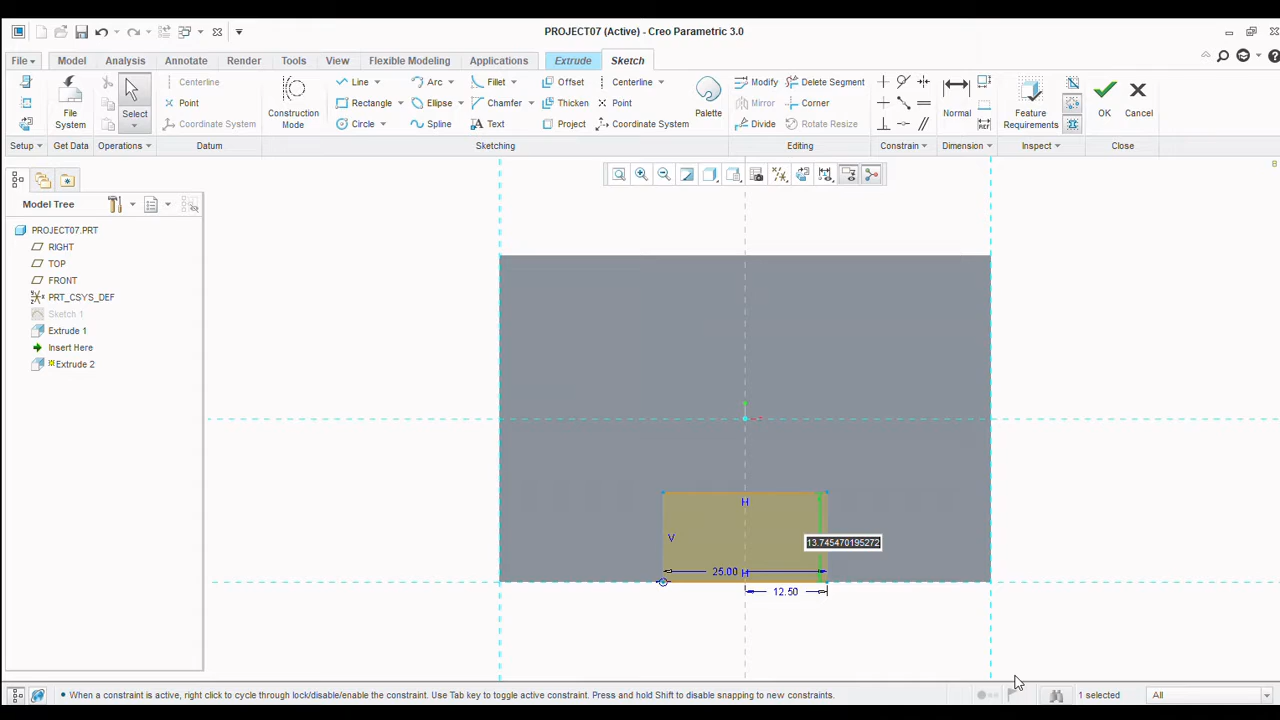 PROJECT07 (Active) - Creo Parametric 3.0
File Model Analysis Annotate Render Tools View Flexible Modeling Applications Extrude Sketch
Centerline Line Arc Fillet Offset Centerline Modify Delete Segment
Point Rectangle Ellipse Chamfer Thicken Point Mirror Corner
Coordinate System Circle Spline Text Project Coordinate System Divide Rotate Resize
File System Select Construction Mode Palette Normal Feature Requirements OK Cancel
Setup Get Data Operations Datum Sketching Editing Constrain Dimension Inspect Close
Model Tree
PROJECT07.PRT
RIGHT
TOP
FRONT
PRT_CSYS_DEF
Sketch 1
Extrude 1
Insert Here
Extrude 2
H
V
13.745470195272
25.00 H
12.50
When a constraint is active, right click to cycle through lock/disable/enable the constraint. Use Tab key to toggle active constraint. Press and hold Shift to disable snapping to new constraints.
1 selected All